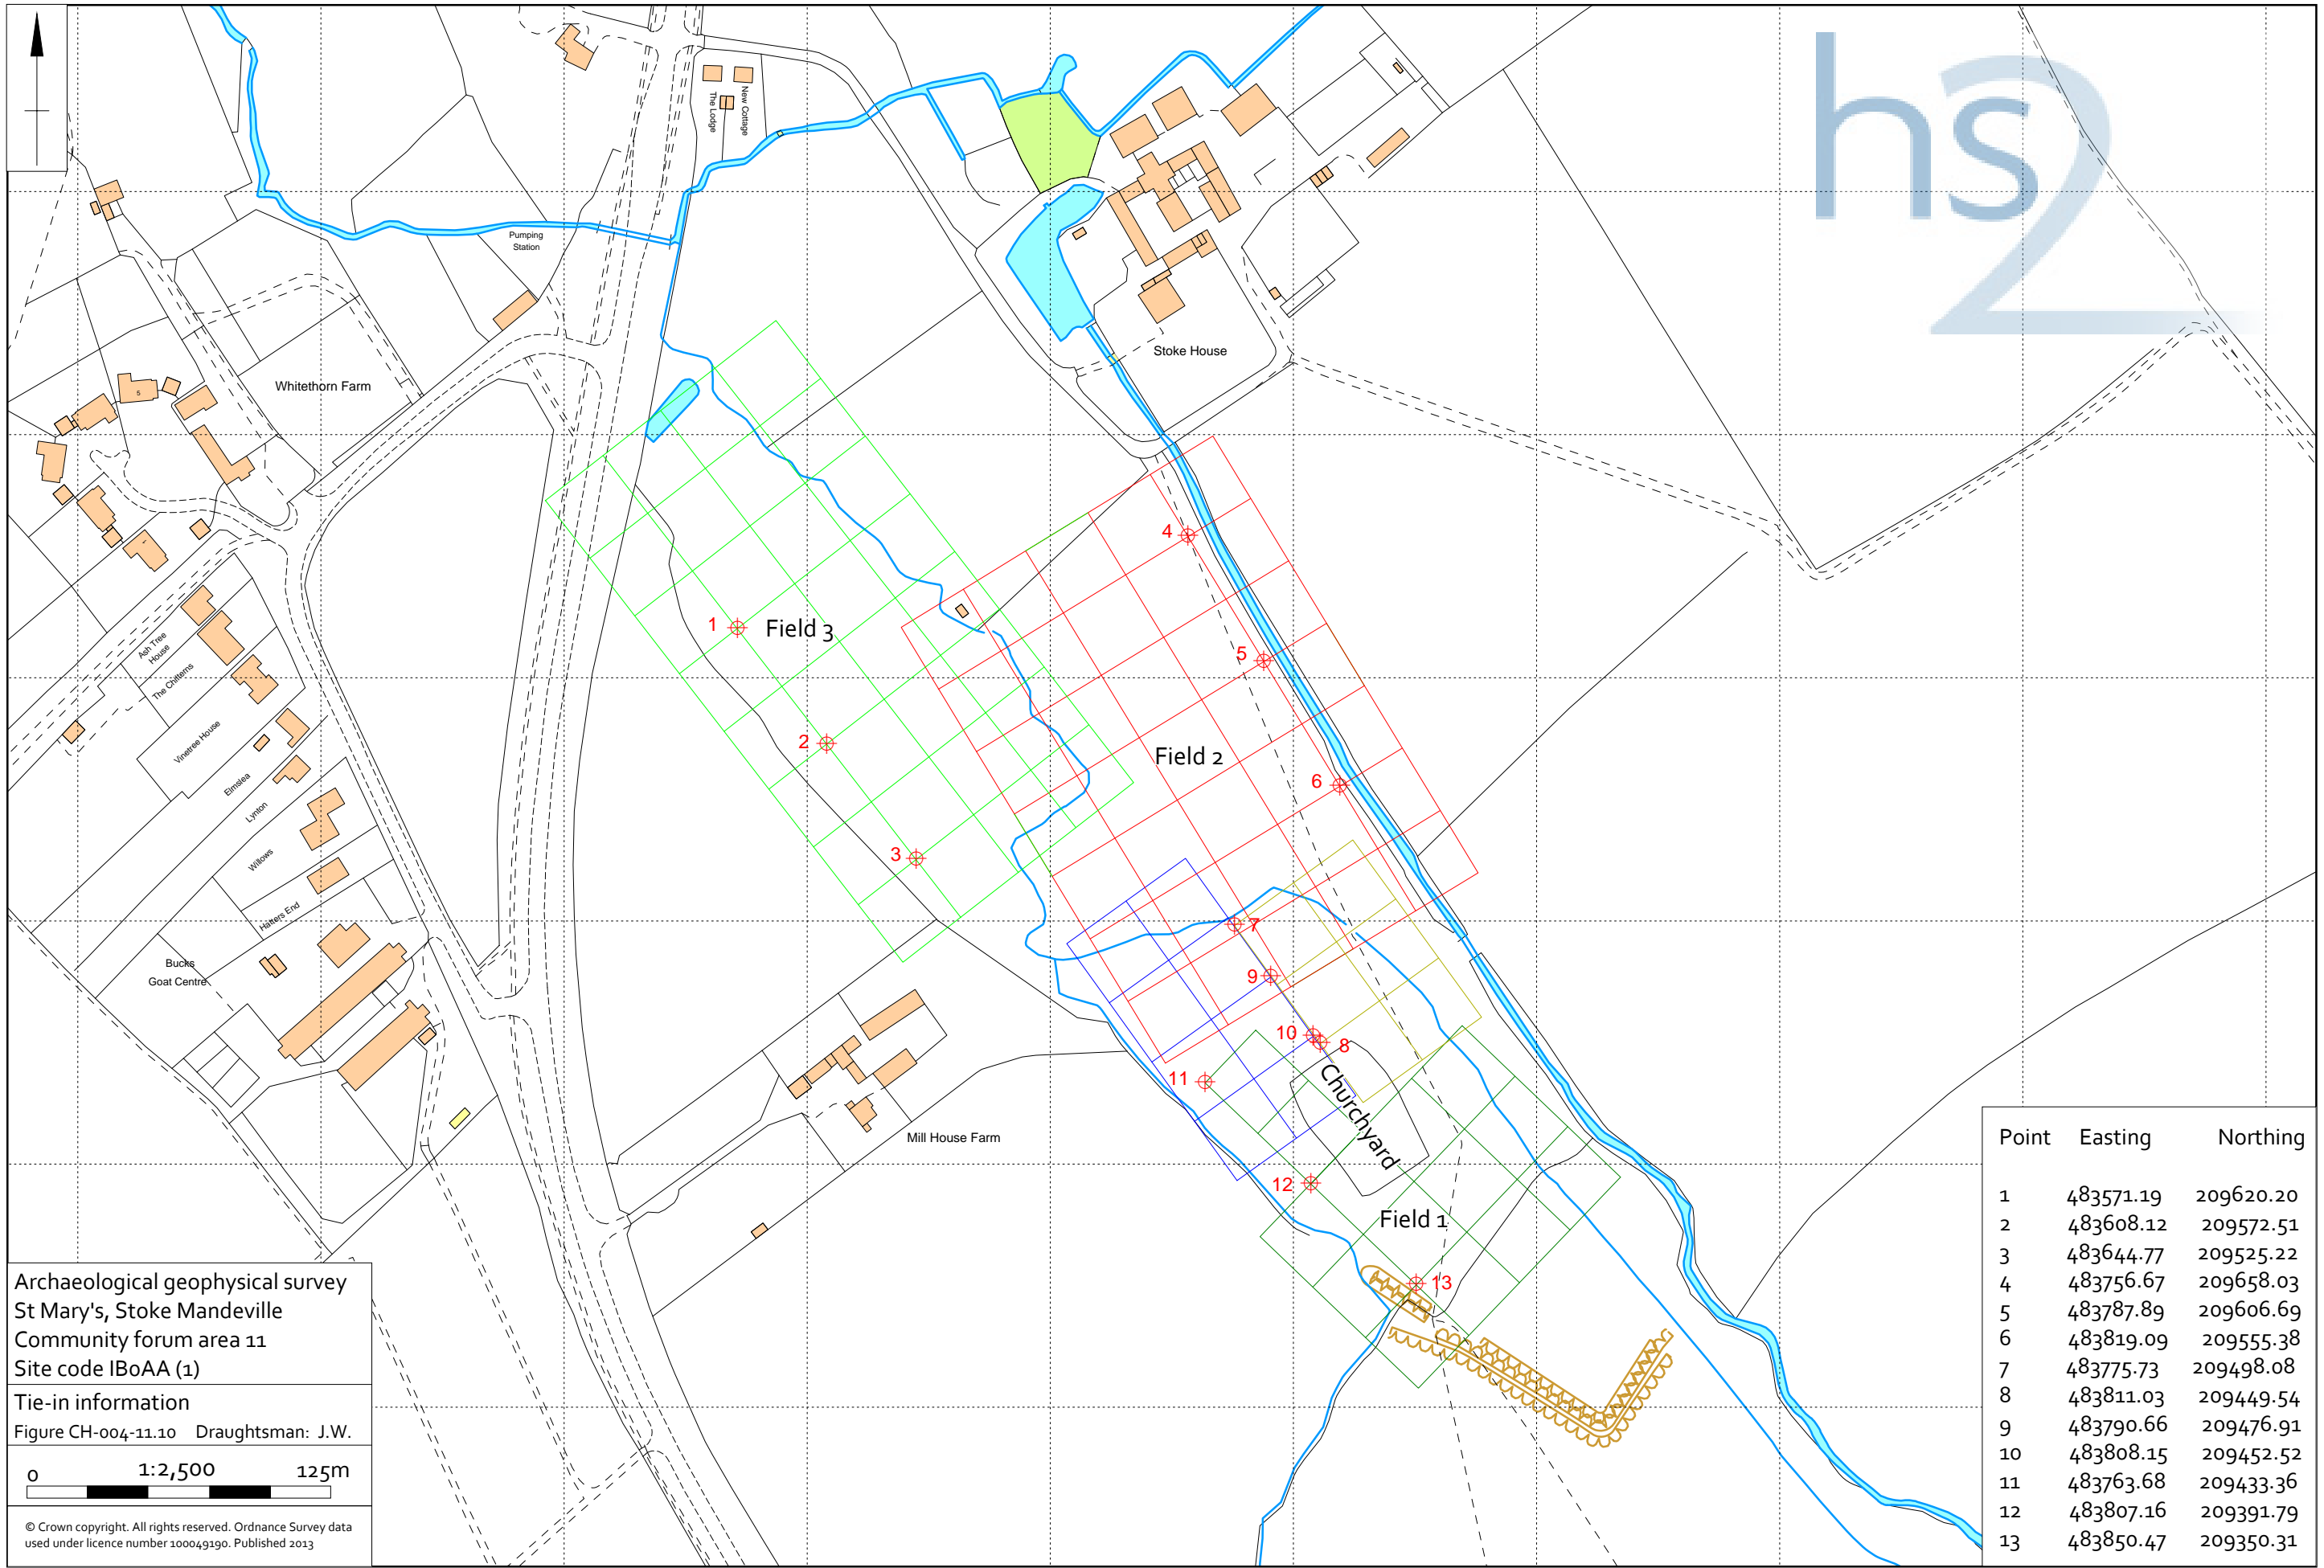 hs2
The Lodge
New Cottage
Pumping
Station
Stoke House
Whitethorn Farm
5
4
1
Field 3
5
Ash Tree
House
The Chilterns
Vinetree House
2
Field 2
6
Elmslea
Lynton
Willows
3
Hatters End
7
Bucks
Goat Centre
9
10
8
11
Churchyard
Mill House Farm
12
Field 1
13
Point Easting Northing
1 483571.19 209620.20
2 483608.12 209572.51
3 483644.77 209525.22
4 483756.67 209658.03
5 483787.89 209606.69
6 483819.09 209555.38
7 483775.73 209498.08
8 483811.03 209449.54
9 483790.66 209476.91
10 483808.15 209452.52
11 483763.68 209433.36
12 483807.16 209391.79
13 483850.47 209350.31
Archaeological geophysical survey
St Mary's, Stoke Mandeville
Community forum area 11
Site code IB0AA (1)
Tie-in information
Figure CH-004-11.10 Draughtsman: J.W.
0 1:2,500 125m
© Crown copyright. All rights reserved. Ordnance Survey data
used under licence number 100049190. Published 2013